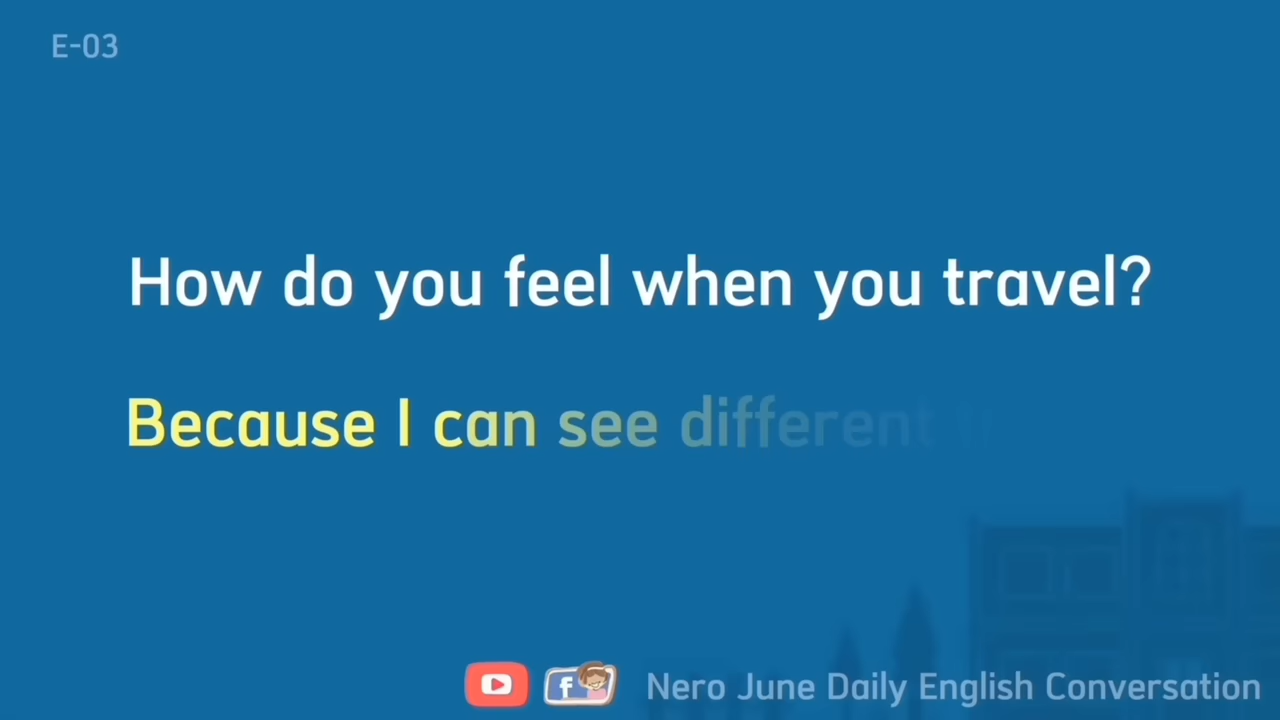 E-03
How do you feel when you travel?
Because I can see different
Nero June Daily English Conversation